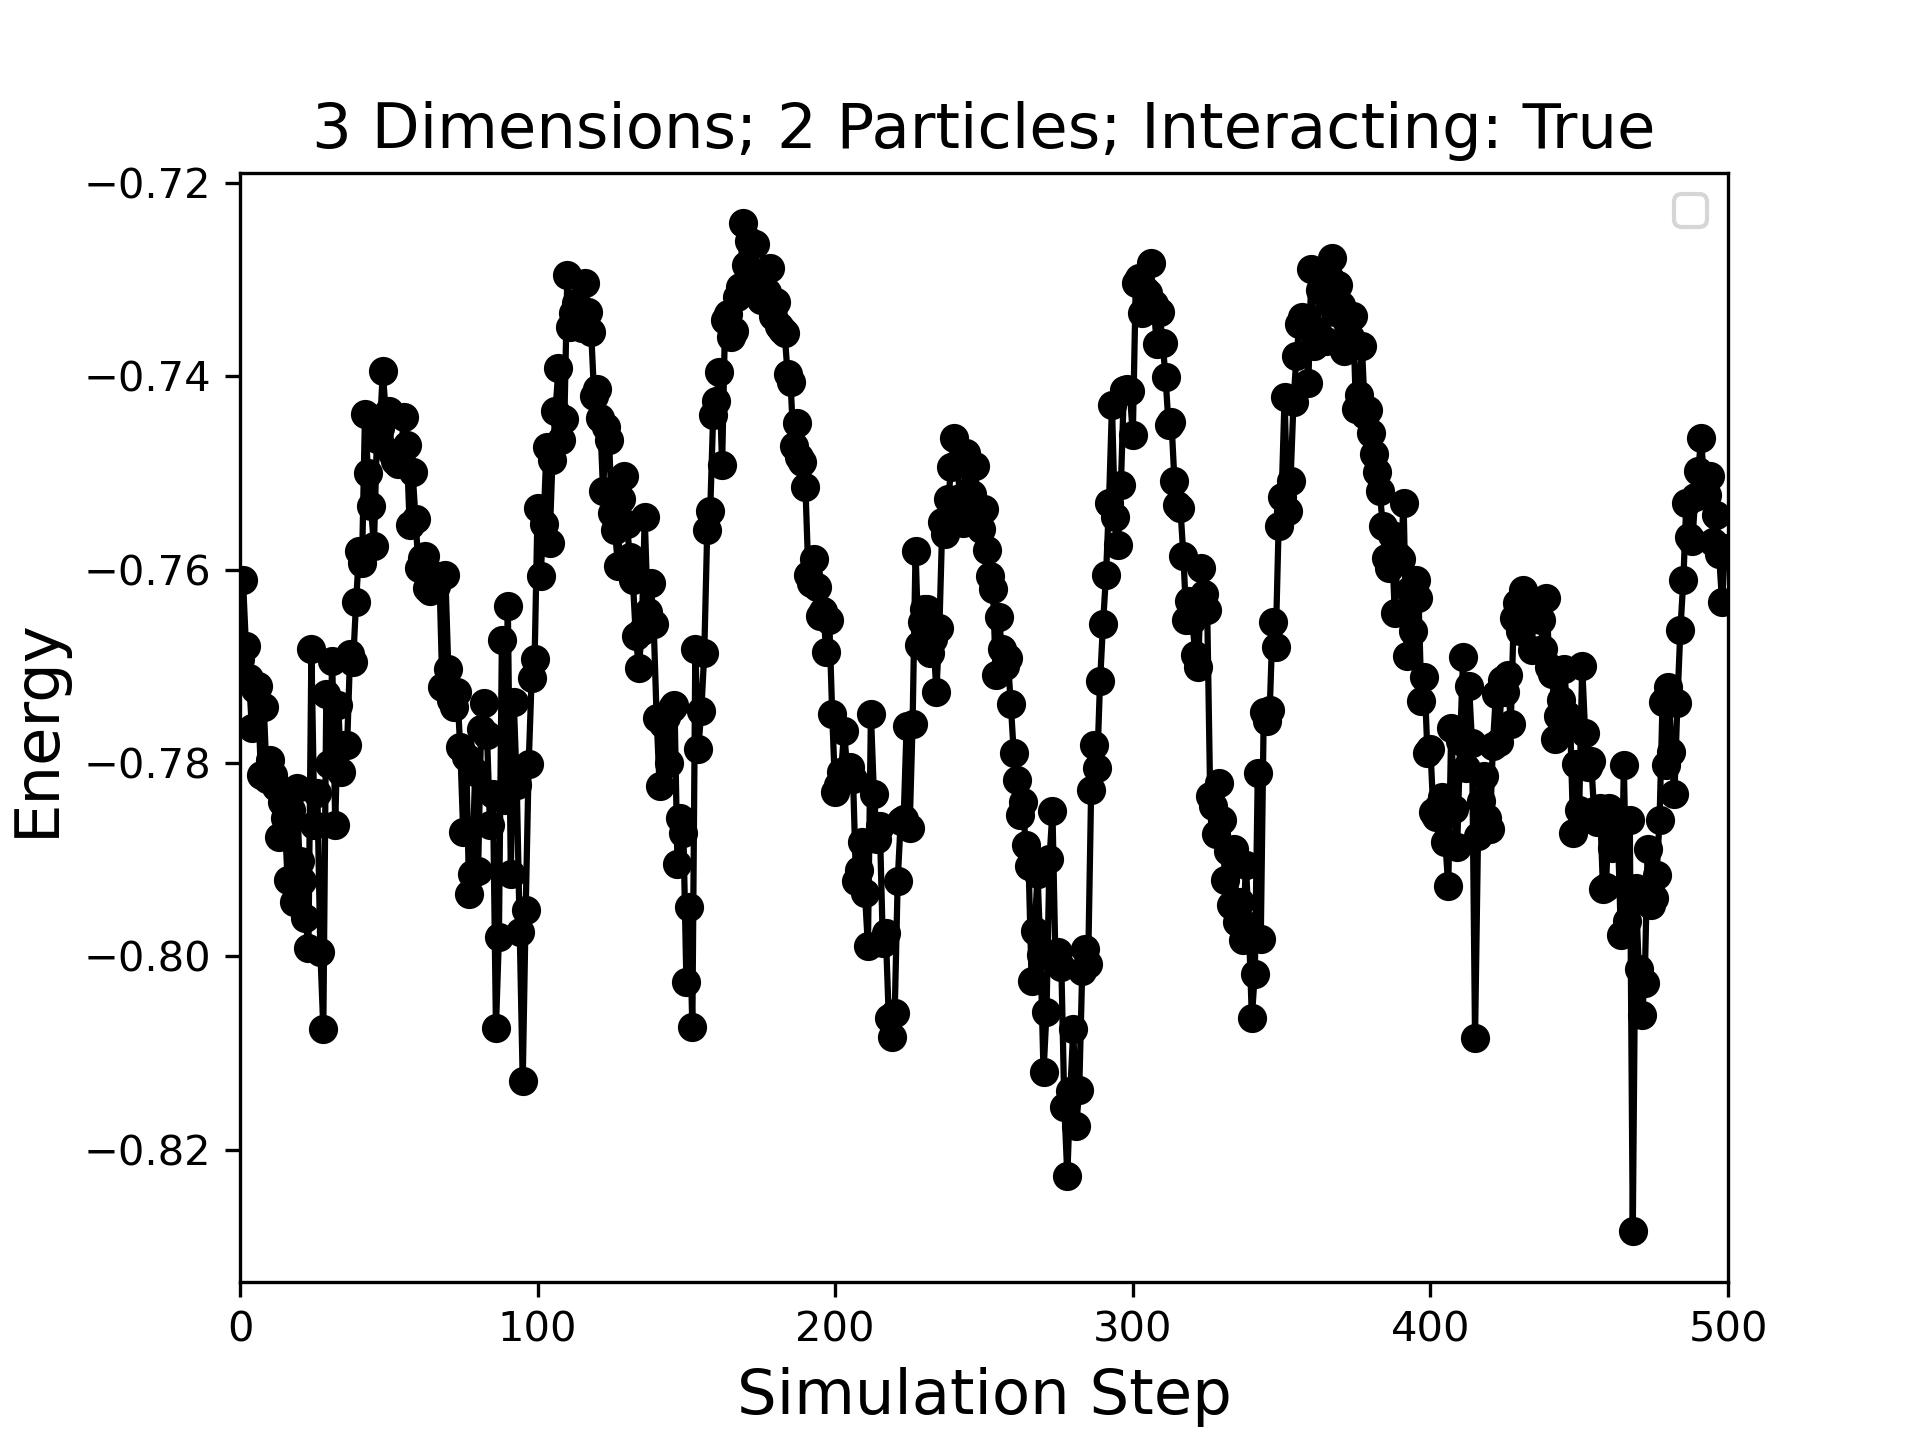 3 Dimensions; 2 Particles; Interacting: True
−0.72
−0.74
−0.76
−0.78
−0.80
−0.82
Energy
0 100 200 300 400 500
Simulation Step